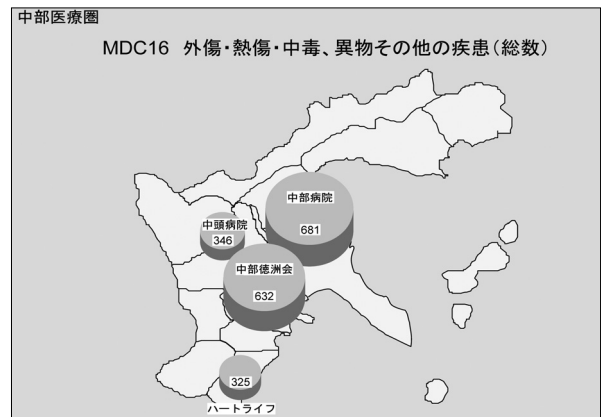 中部医療圏
MDC16 外傷・熱傷・中毒、異物その他の疾患(総数)
中部病院
681
中頭病院
346
中部徳洲会
632
325
ハートライフ